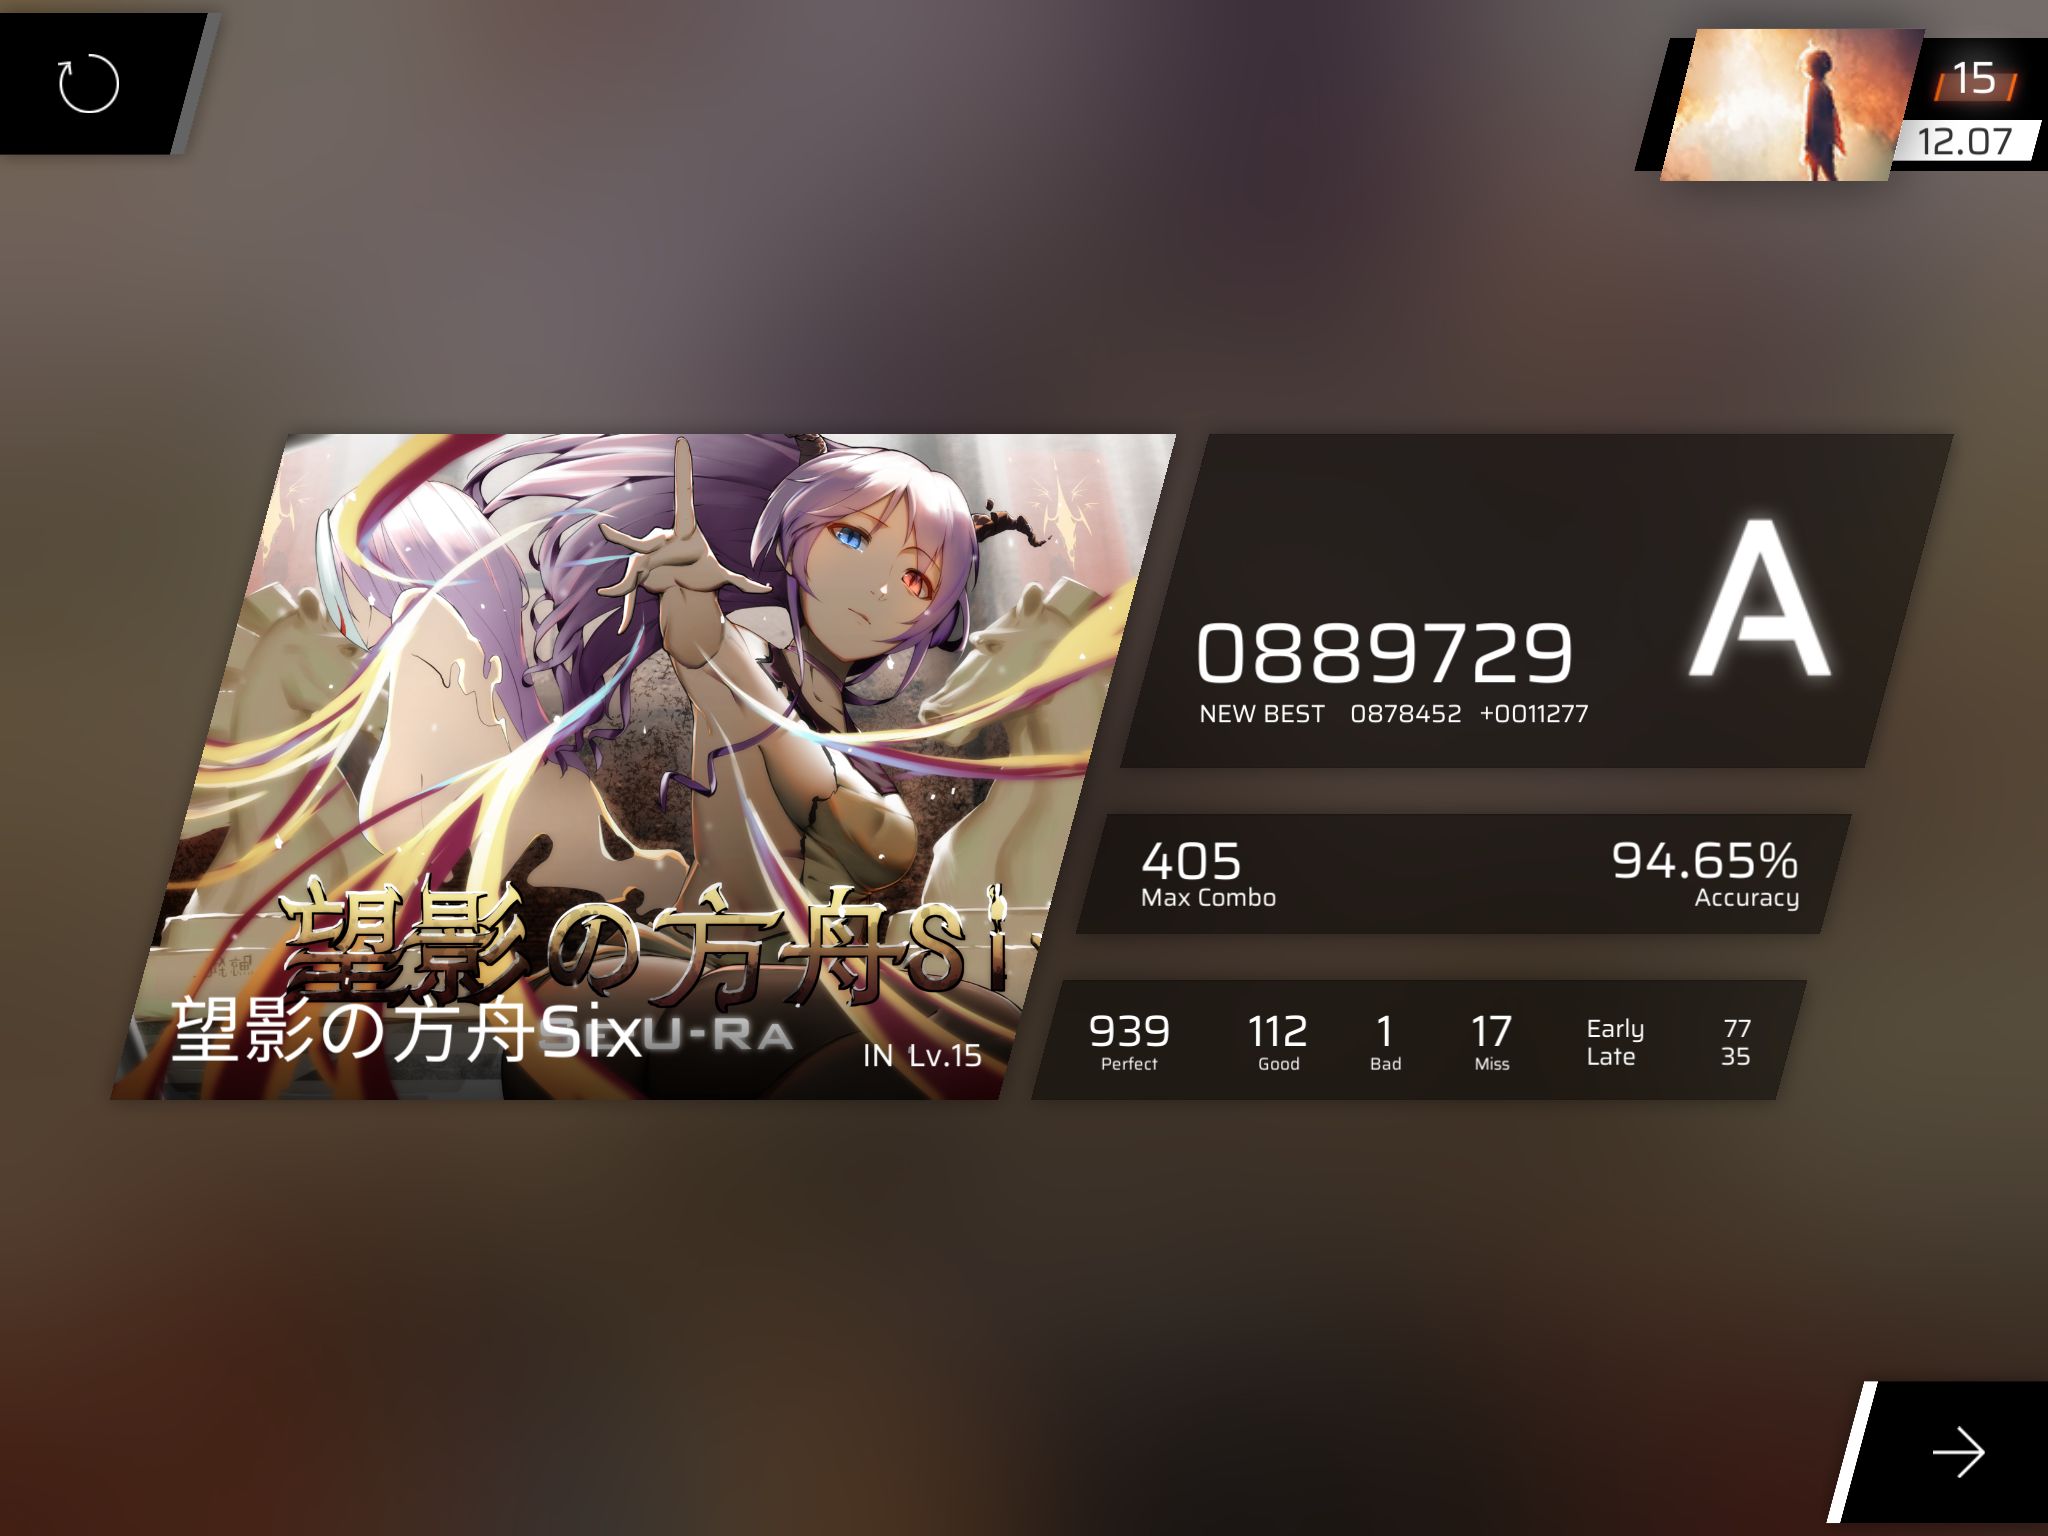 15
12.07
0889729
A
NEW BEST 0878452 +0011277
405
Max Combo
94.65%
Accuracy
望影の方舟Si
望影の方舟Six
U-RA
IN Lv.15
939
Perfect
112
Good
1
Bad
17
Miss
Early 77
Late 35